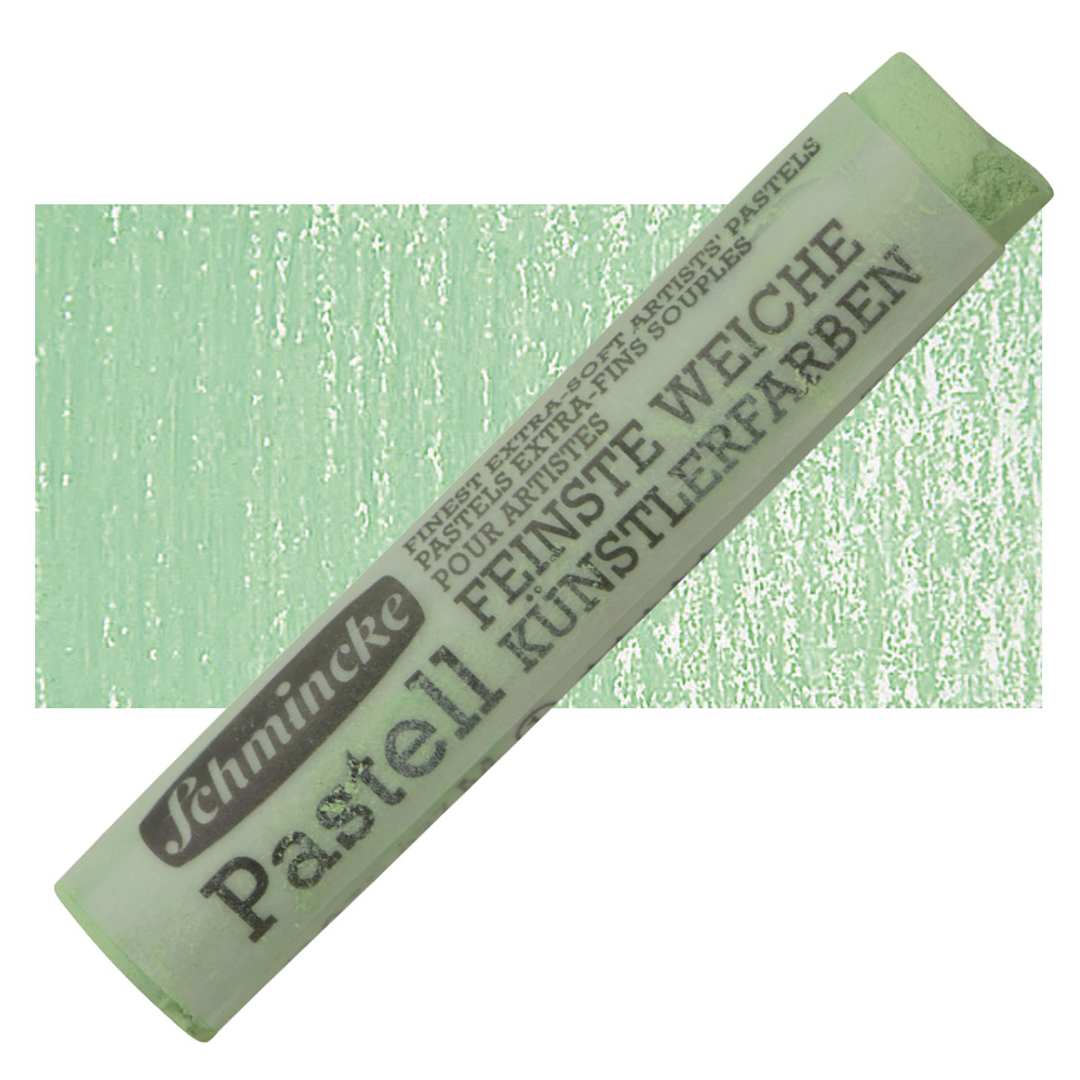 Schmincke
Pastell
FINEST EXTRA-SOFT ARTISTS' PASTELS
PASTELS EXTRA-FINS SOUPLES
POUR ARTISTES
FEINSTE WEICHE
KÜNSTLERFARBEN